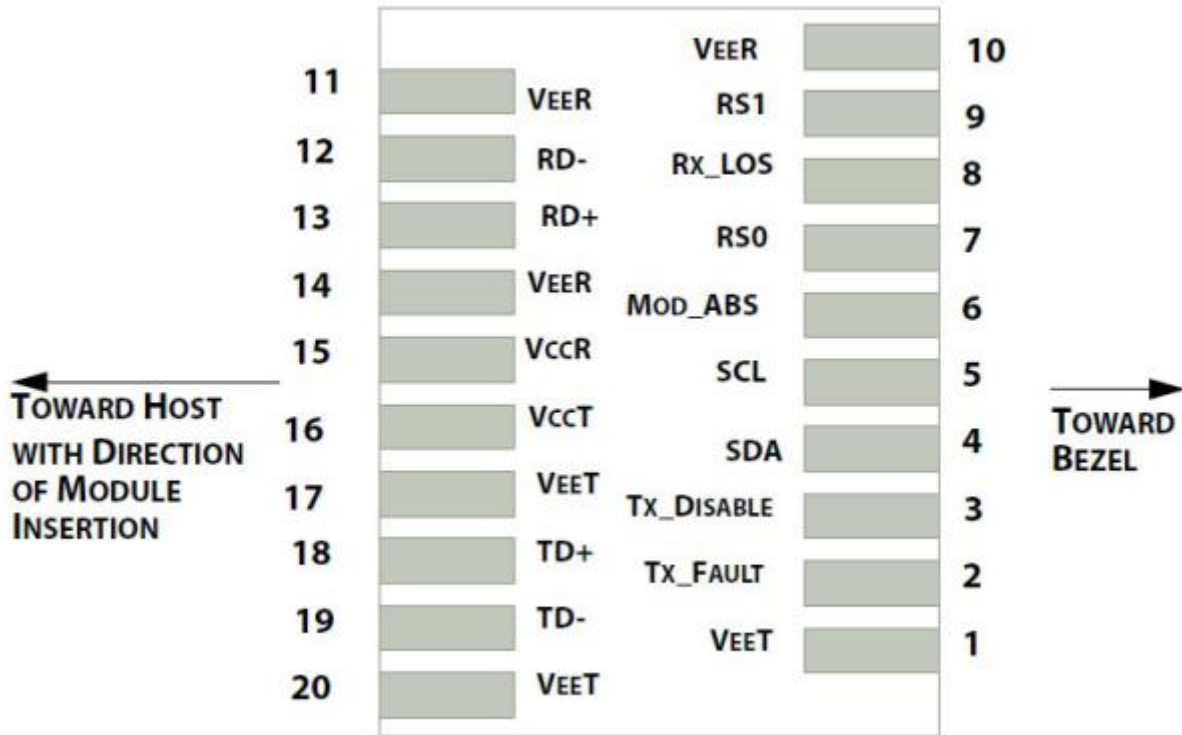 VEER 10
11 VEER
RS1 9
12 RD-
Rx_LOS 8
13 RD+
RS0 7
14 VEER
MOD_ABS 6
15 VCCR
SCL 5
TOWARD HOST
WITH DIRECTION
OF MODULE
INSERTION
TOWARD
BEZEL
16 VCCT
SDA 4
17 VEET
TX_DISABLE 3
18 TD+
TX_FAULT 2
19 TD-
VEET 1
20 VEET